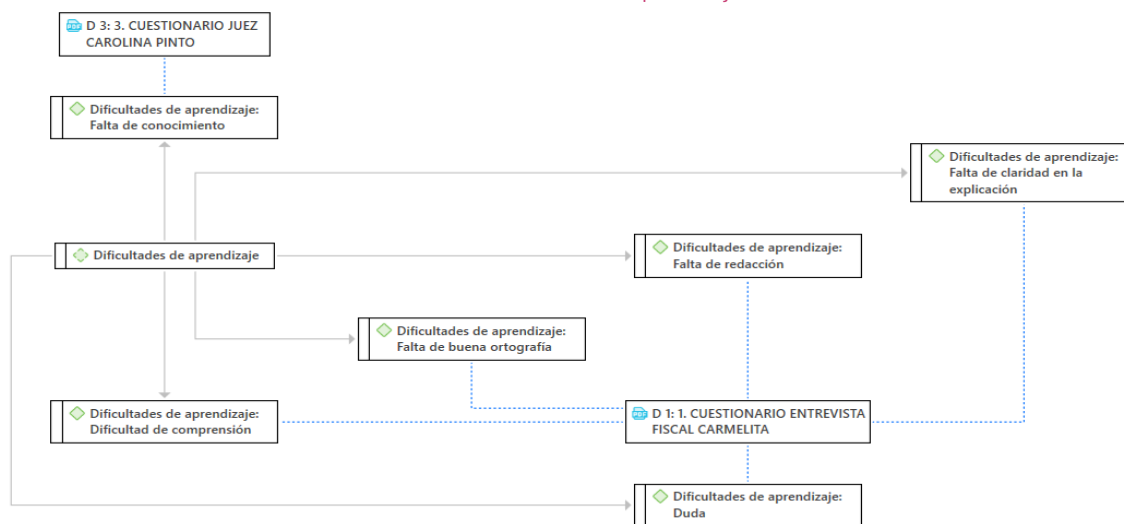 D 3: 3. CUESTIONARIO JUEZ
CAROLINA PINTO
Dificultades de aprendizaje:
Falta de conocimiento
Dificultades de aprendizaje:
Falta de claridad en la
explicación
Dificultades de aprendizaje
Dificultades de aprendizaje:
Falta de redacción
Dificultades de aprendizaje:
Falta de buena ortografía
Dificultades de aprendizaje:
Dificultad de comprensión
D 1: 1. CUESTIONARIO ENTREVISTA
FISCAL CARMELITA
Dificultades de aprendizaje:
Duda